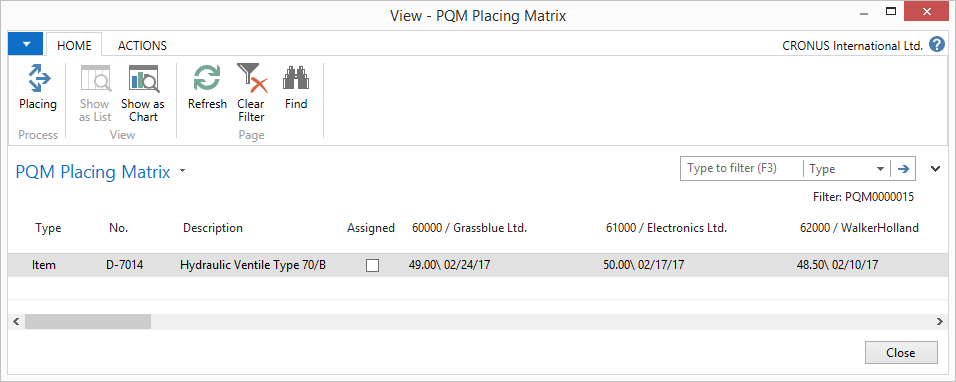 View - PQM Placing Matrix
HOME ACTIONS CRONUS International Ltd. ?
Placing Show as List Show as Chart Refresh Clear Filter Find
Process View Page
PQM Placing Matrix Type to filter (F3) Type
Filter: PQM0000015
Type No. Description Assigned 60000 / Grassblue Ltd. 61000 / Electronics Ltd. 62000 / WalkerHolland
Item D-7014 Hydraulic Ventile Type 70/B 49.00\ 02/24/17 50.00\ 02/17/17 48.50\ 02/10/17
Close